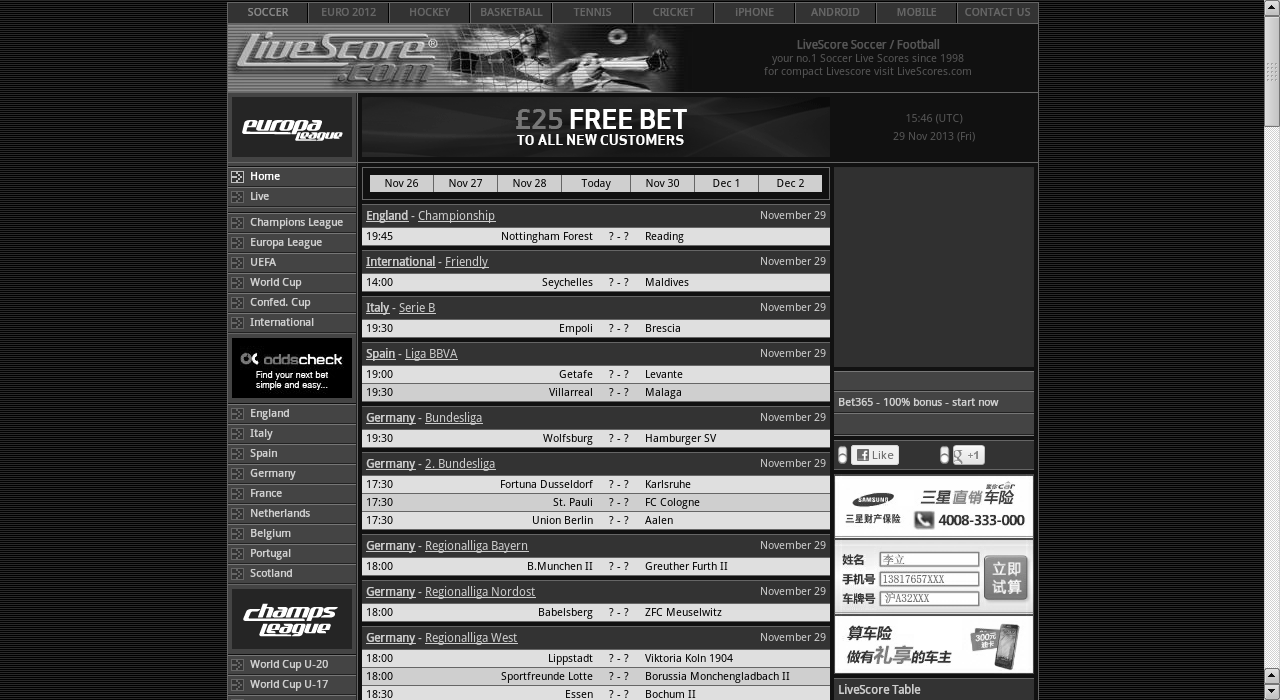 SOCCER EURO 2012 HOCKEY BASKETBALL TENNIS CRICKET IPHONE ANDROID MOBILE CONTACT US
LiveScore®
.com
LiveScore Soccer / Football
your no.1 Soccer Live Scores since 1998
for compact Livescore visit LiveScores.com
europa
league
£25 FREE BET
TO ALL NEW CUSTOMERS
15:46 (UTC)
29 Nov 2013 (Fri)
Home
Live
Champions League
Europa League
UEFA
World Cup
Confed. Cup
International
oddscheck
Find your next bet
simple and easy...
England
Italy
Spain
Germany
France
Netherlands
Belgium
Portugal
Scotland
champs
league
World Cup U-20
World Cup U-17
Nov 26 Nov 27 Nov 28 Today Nov 30 Dec 1 Dec 2
England - Championship November 29
19:45 Nottingham Forest ? - ? Reading
International - Friendly November 29
14:00 Seychelles ? - ? Maldives
Italy - Serie B November 29
19:30 Empoli ? - ? Brescia
Spain - Liga BBVA November 29
19:00 Getafe ? - ? Levante
19:30 Villarreal ? - ? Malaga
Germany - Bundesliga November 29
19:30 Wolfsburg ? - ? Hamburger SV
Germany - 2. Bundesliga November 29
17:30 Fortuna Dusseldorf ? - ? Karlsruhe
17:30 St. Pauli ? - ? FC Cologne
17:30 Union Berlin ? - ? Aalen
Germany - Regionalliga Bayern November 29
18:00 B.Munchen II ? - ? Greuther Furth II
Germany - Regionalliga Nordost November 29
18:00 Babelsberg ? - ? ZFC Meuselwitz
Germany - Regionalliga West November 29
18:00 Lippstadt ? - ? Viktoria Koln 1904
18:00 Sportfreunde Lotte ? - ? Borussia Monchengladbach II
18:30 Essen ? - ? Bochum II
Bet365 - 100% bonus - start now
Like
g +1
SAMSUNG
三星财产保险
三星直销车险
4008-333-000
姓名 李立
手机号 13817657XXX
车牌号 沪A32XXX
立即
试算
算车险
做有礼享的车主
300元
LiveScore Table